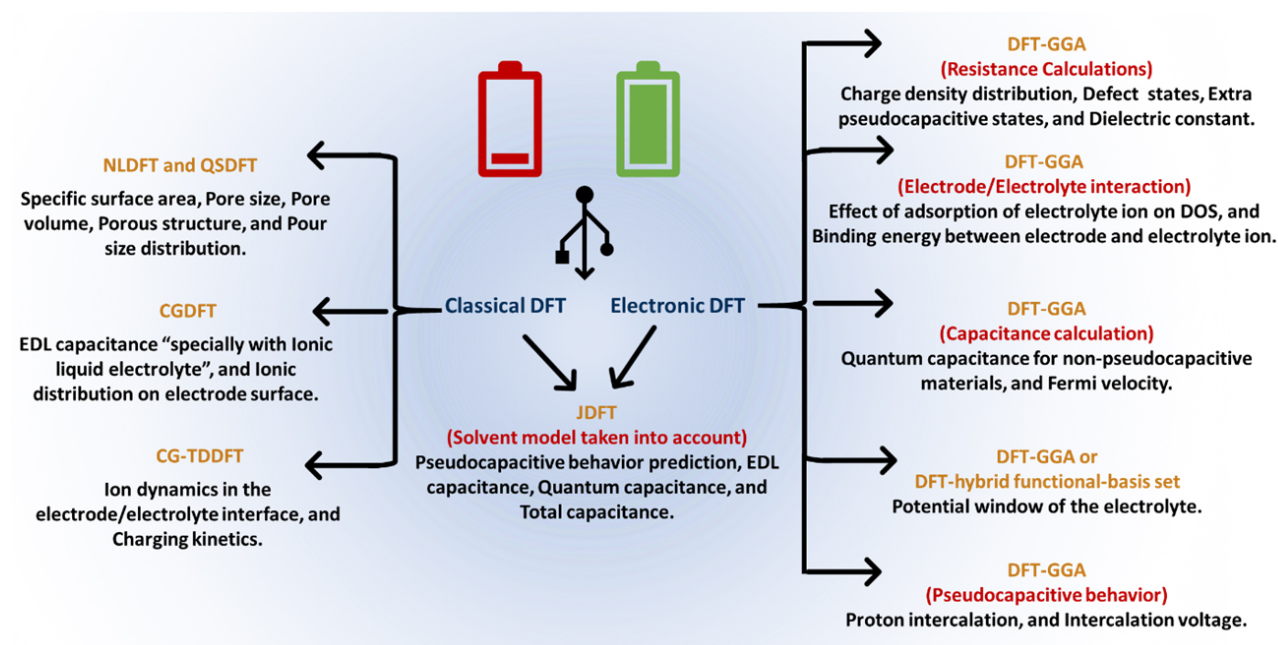 NLDFT and QSDFT
Specific surface area, Pore size, Pore
volume, Porous structure, and Pour
size distribution.
CGDFT
EDL capacitance “specially with Ionic
liquid electrolyte”, and Ionic
distribution on electrode surface.
CG-TDDFT
Ion dynamics in the
electrode/electrolyte interface, and
Charging kinetics.
Classical DFT
Electronic DFT
JDFT
(Solvent model taken into account)
Pseudocapacitive behavior prediction, EDL
capacitance, Quantum capacitance, and
Total capacitance.
DFT-GGA
(Resistance Calculations)
Charge density distribution, Defect states, Extra
pseudocapacitive states, and Dielectric constant.
DFT-GGA
(Electrode/Electrolyte interaction)
Effect of adsorption of electrolyte ion on DOS, and
Binding energy between electrode and electrolyte ion.
DFT-GGA
(Capacitance calculation)
Quantum capacitance for non-pseudocapacitive
materials, and Fermi velocity.
DFT-GGA or
DFT-hybrid functional-basis set
Potential window of the electrolyte.
DFT-GGA
(Pseudocapacitive behavior)
Proton intercalation, and Intercalation voltage.